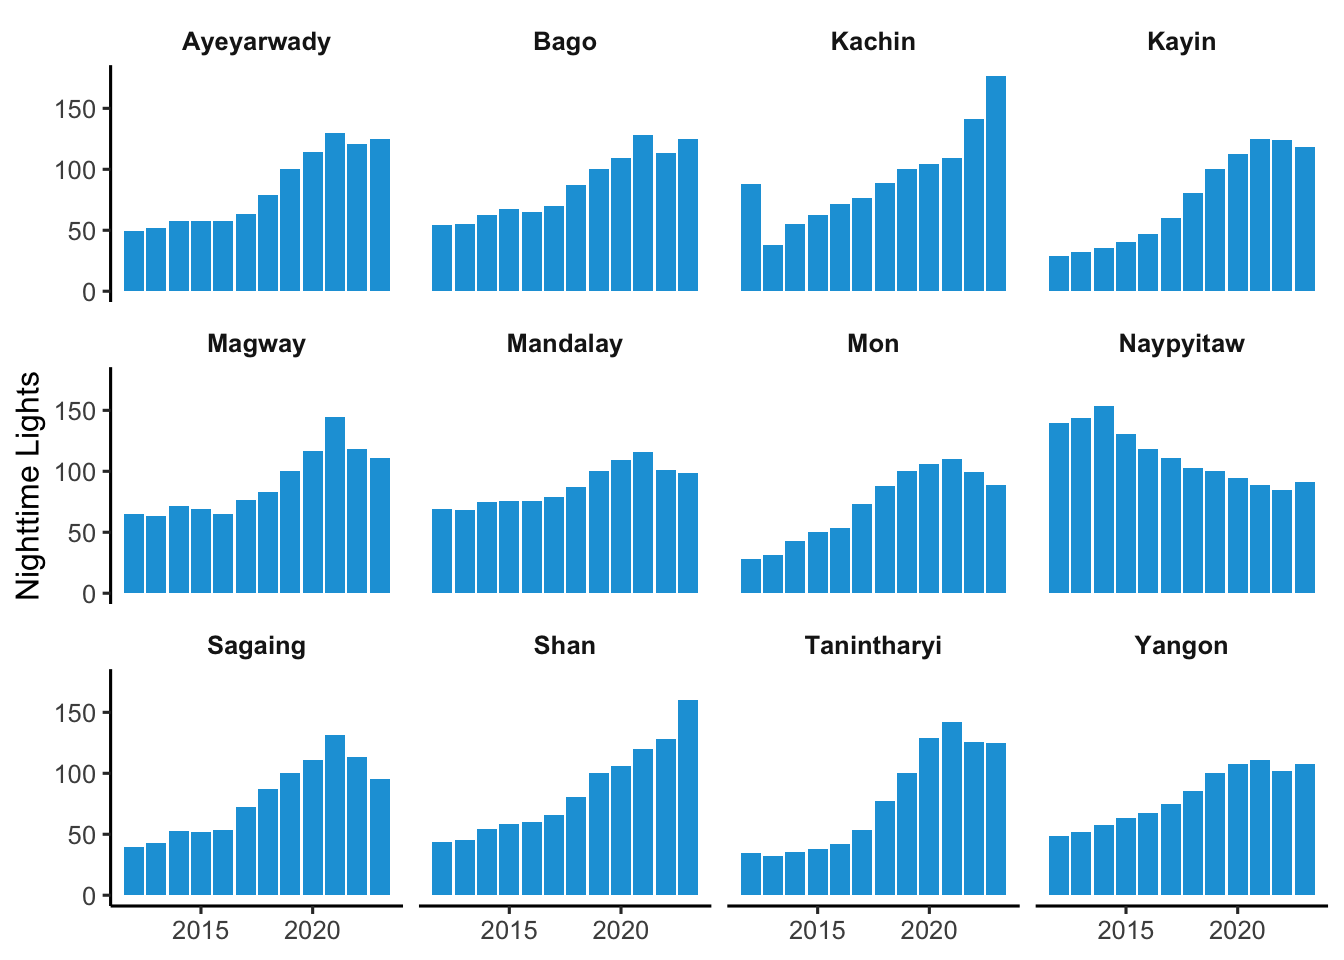 Ayeyarwady Bago Kachin Kayin
150
100
50
0
Magway Mandalay Mon Naypyitaw
150
100
50
0
Nighttime Lights
Sagaing Shan Tanintharyi Yangon
150
100
50
0
2015 2020 2015 2020 2015 2020 2015 2020